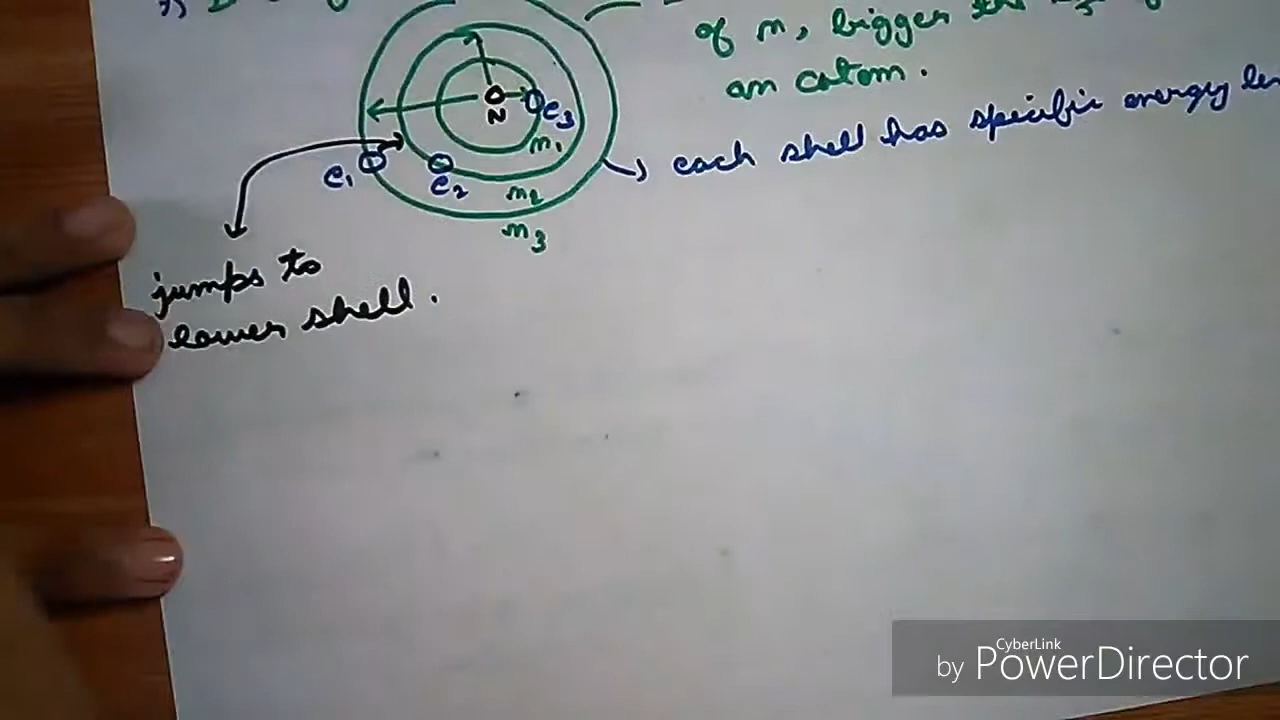 of n, bigger the
an atom.
each shell has specific energy
N
e3
n1
e1
e2
n2
n3
jumps to
lower shell.
CyberLink
by PowerDirector